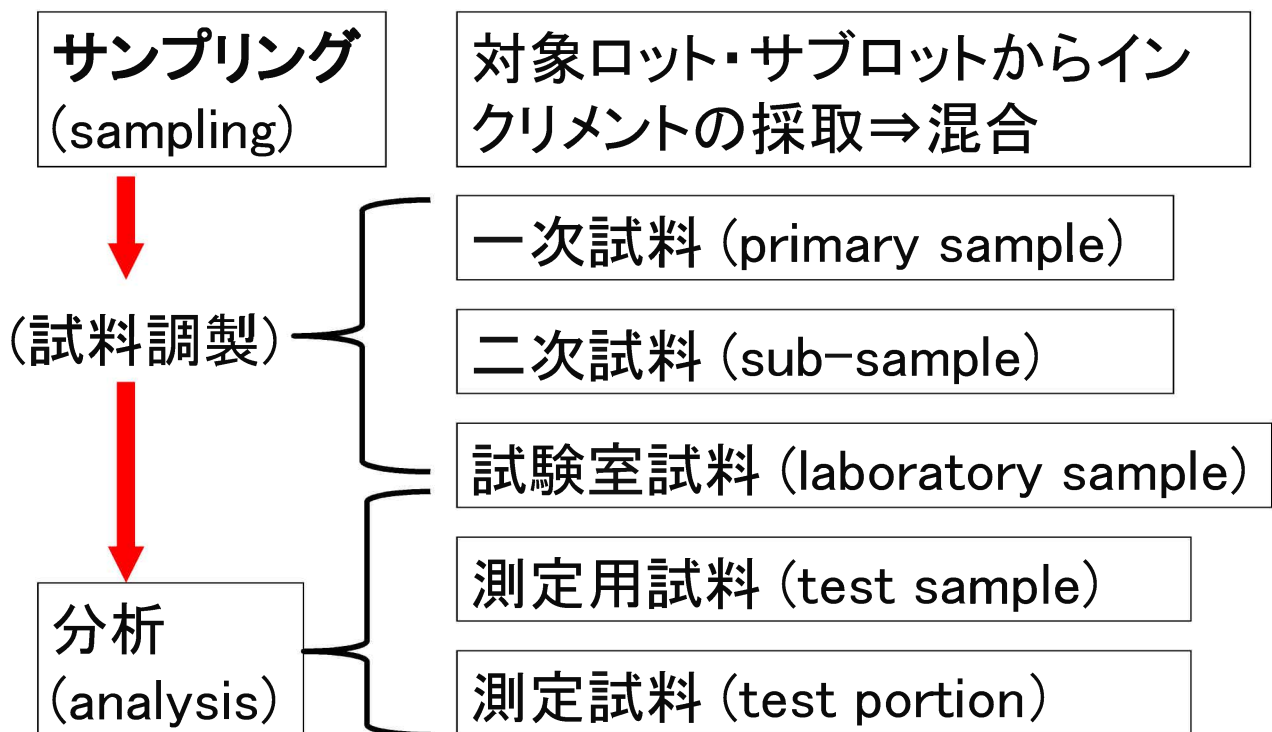 サンプリング
(sampling)
対象ロット・サブロットからイン
クリメントの採取⇒混合
(試料調製)
一次試料 (primary sample)
二次試料 (sub-sample)
試験室試料 (laboratory sample)
分析
(analysis)
測定用試料 (test sample)
測定試料 (test portion)